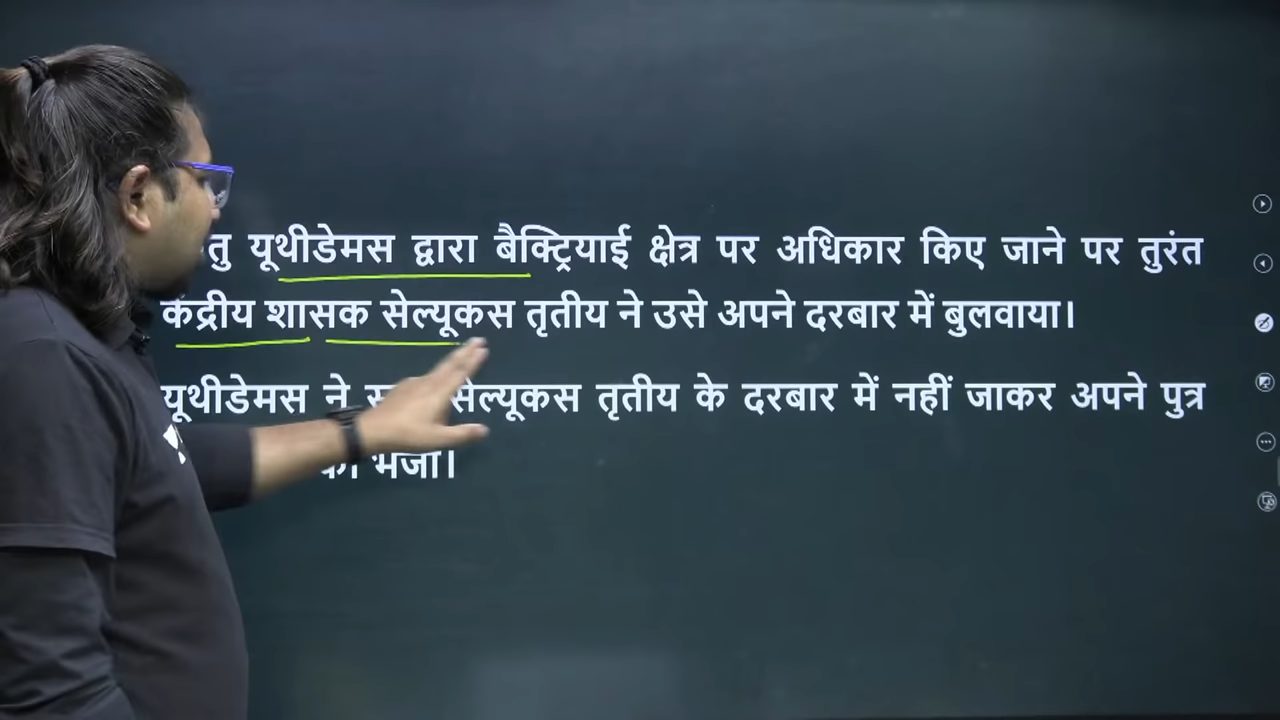 यूथीडेमस द्वारा बैक्ट्रियाई क्षेत्र पर अधिकार किए जाने पर तुरंत
केंद्रीय शासक सेल्यूकस तृतीय ने उसे अपने दरबार में बुलवाया।
यूथीडेमस ने सेल्यूकस तृतीय के दरबार में नहीं जाकर अपने पुत्र
को भेजा।